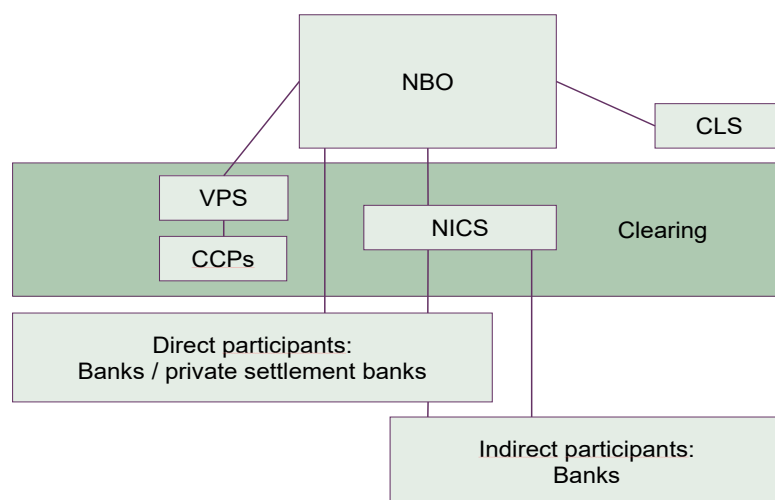 NBO
CLS
VPS
NICS
Clearing
CCPs
Direct participants:
Banks / private settlement banks
Indirect participants:
Banks